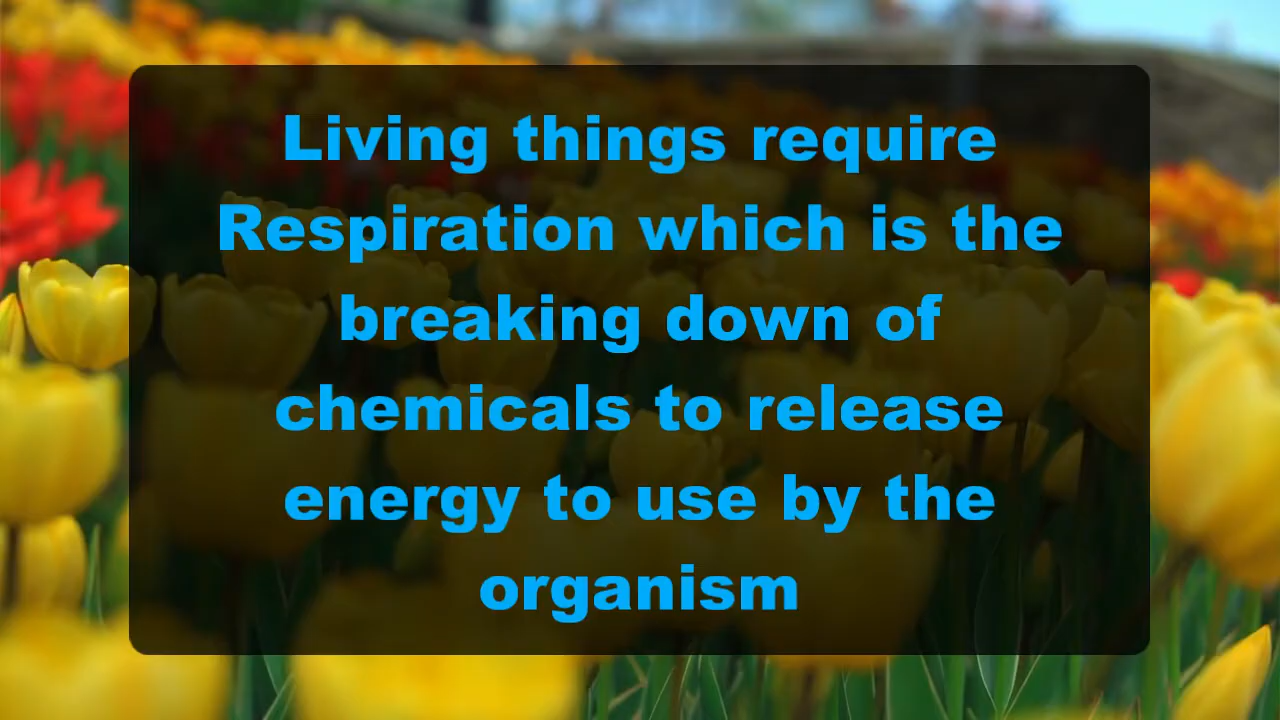 Living things require
Respiration which is the
breaking down of
chemicals to release
energy to use by the
organism